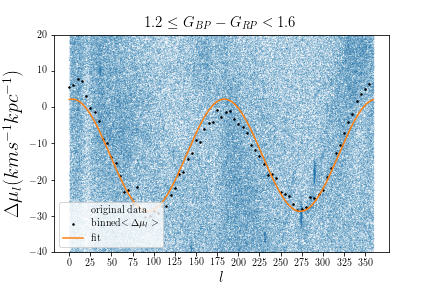 1.2 ≤ G_BP − G_RP < 1.6
Δμ_l(kms⁻¹kpc⁻¹)
20
10
0
−10
−20
−30
−40
original data
binned<Δμ_l>
fit
0 25 50 75 100 125 150 175 200 225 250 275 300 325 350
l